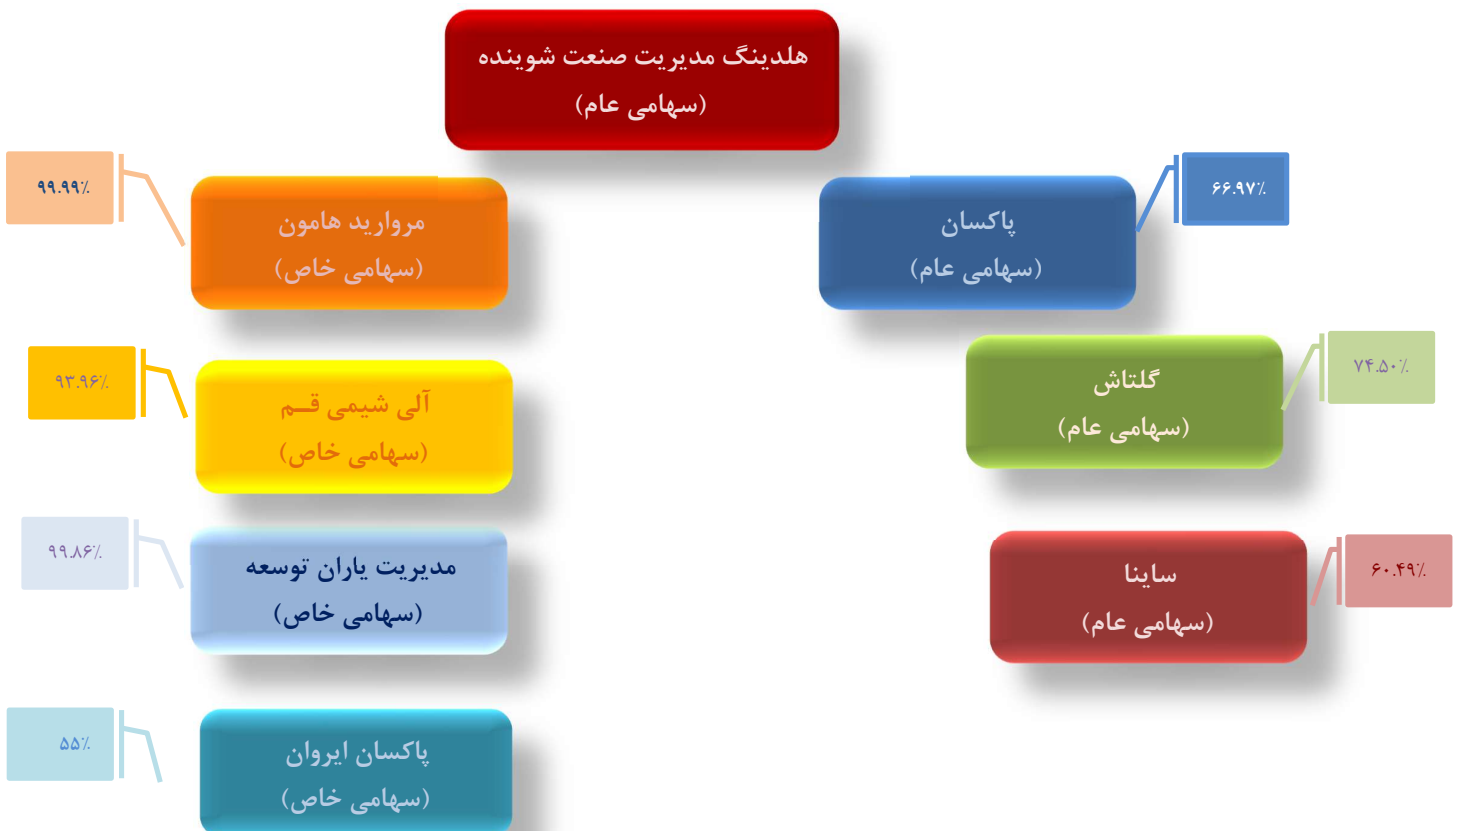 هلدینگ مدیریت صنعت شوینده
(سهامی عام)
پاکسان
(سهامی عام)
۶۶.۹۷٪
گلتاش
(سهامی عام)
۷۴.۵۰٪
ساینا
(سهامی عام)
۶۰.۴۹٪
مروارید هامون
(سهامی خاص)
۹۹.۹۹٪
آلی شیمی قــم
(سهامی خاص)
۹۳.۹۶٪
مدیریت یاران توسعه
(سهامی خاص)
۹۹.۸۶٪
پاکسان ایروان
(سهامی خاص)
۵۵٪